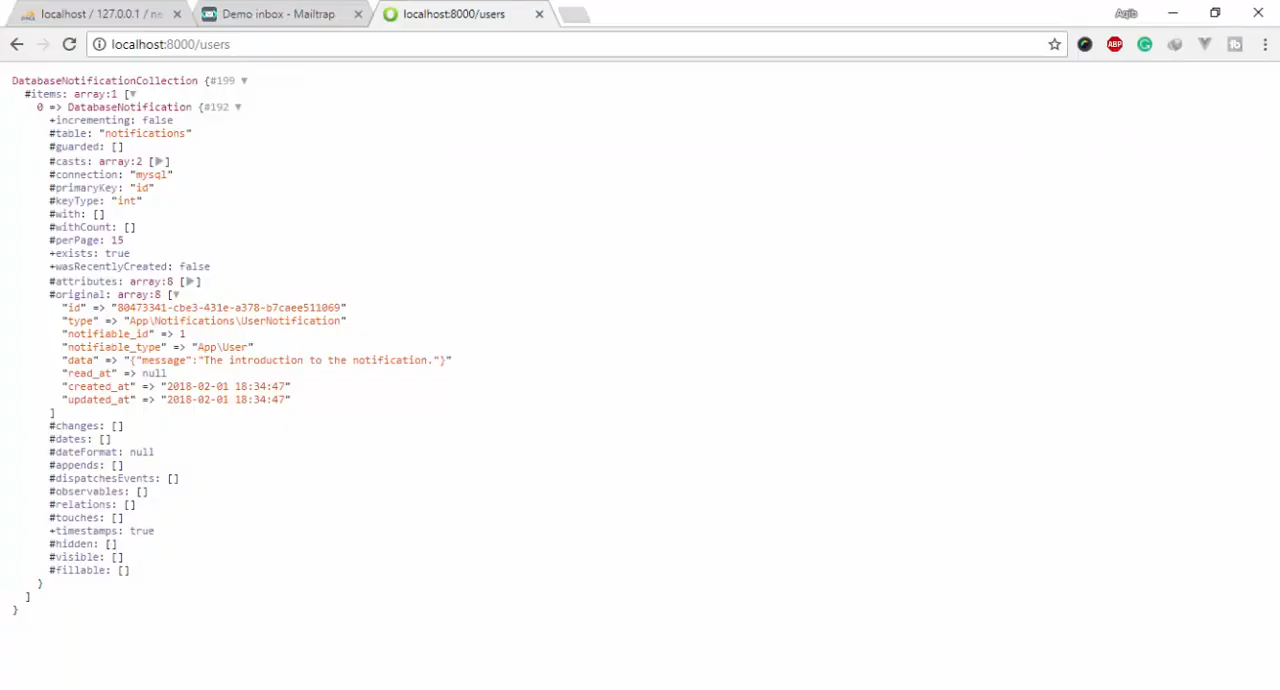 localhost / 127.0.0.1 / ne
Demo inbox - Mailtrap
localhost:8000/users
Aqib
localhost:8000/users
ABP
DatabaseNotificationCollection {#199 ▼
#items: array:1 [▼
0 => DatabaseNotification {#192 ▼
+incrementing: false
#table: "notifications"
#guarded: []
#casts: array:2 [▶]
#connection: "mysql"
#primaryKey: "id"
#keyType: "int"
#with: []
#withCount: []
#perPage: 15
+exists: true
+wasRecentlyCreated: false
#attributes: array:8 [▶]
#original: array:8 [▼
"id" => "80473341-cbe3-431e-a378-b7caee511069"
"type" => "App\Notifications\UserNotification"
"notifiable_id" => 1
"notifiable_type" => "App\User"
"data" => "{"message":"The introduction to the notification."}"
"read_at" => null
"created_at" => "2018-02-01 18:34:47"
"updated_at" => "2018-02-01 18:34:47"
]
#changes: []
#dates: []
#dateFormat: null
#appends: []
#dispatchesEvents: []
#observables: []
#relations: []
#touches: []
+timestamps: true
#hidden: []
#visible: []
#fillable: []
}
]
}